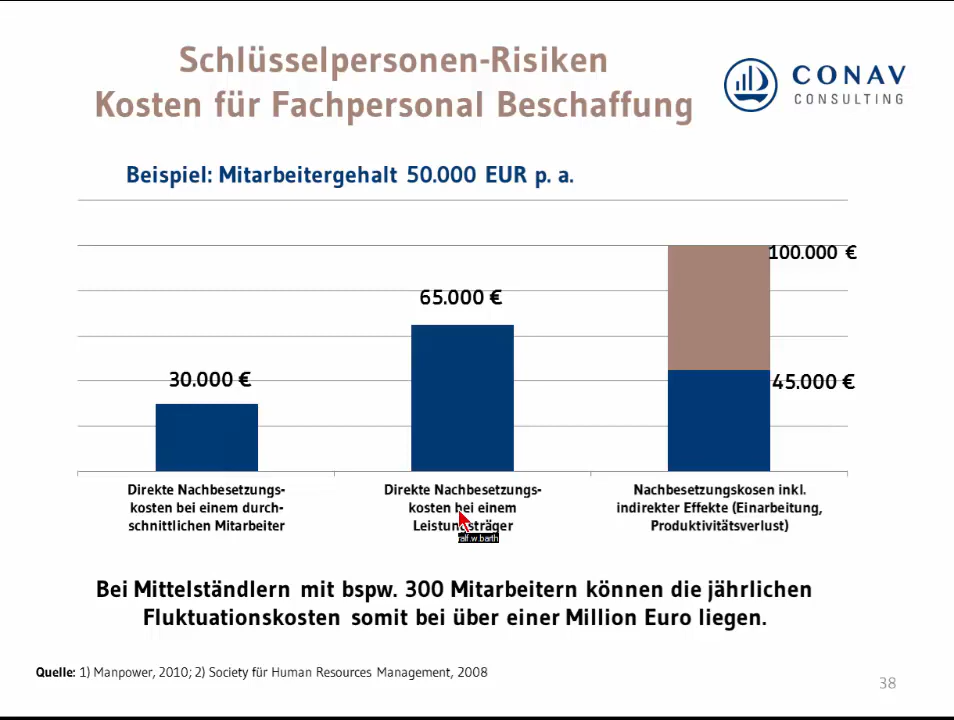 Schlüsselpersonen-Risiken
Kosten für Fachpersonal Beschaffung
CONAV
CONSULTING
Beispiel: Mitarbeitergehalt 50.000 EUR p. a.
100.000 €
65.000 €
30.000 €
45.000 €
Direkte Nachbesetzungs-
kosten bei einem durch-
schnittlichen Mitarbeiter
Direkte Nachbesetzungs-
kosten bei einem
Leistungsträger
ralf.w.barth
Nachbesetzungskosen inkl.
indirekter Effekte (Einarbeitung,
Produktivitätsverlust)
Bei Mittelständlern mit bspw. 300 Mitarbeitern können die jährlichen
Fluktuationskosten somit bei über einer Million Euro liegen.
Quelle: 1) Manpower, 2010; 2) Society für Human Resources Management, 2008
38